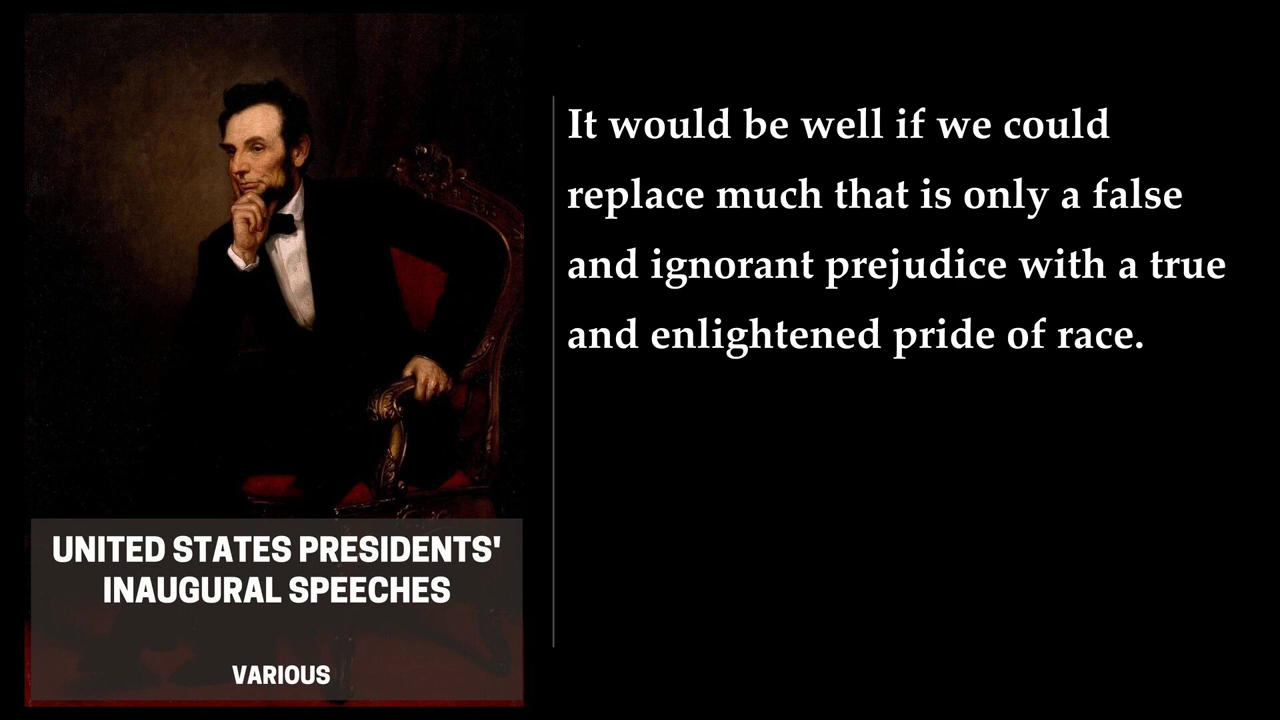 It would be well if we could
replace much that is only a false
and ignorant prejudice with a true
and enlightened pride of race.
UNITED STATES PRESIDENTS'
INAUGURAL SPEECHES
VARIOUS